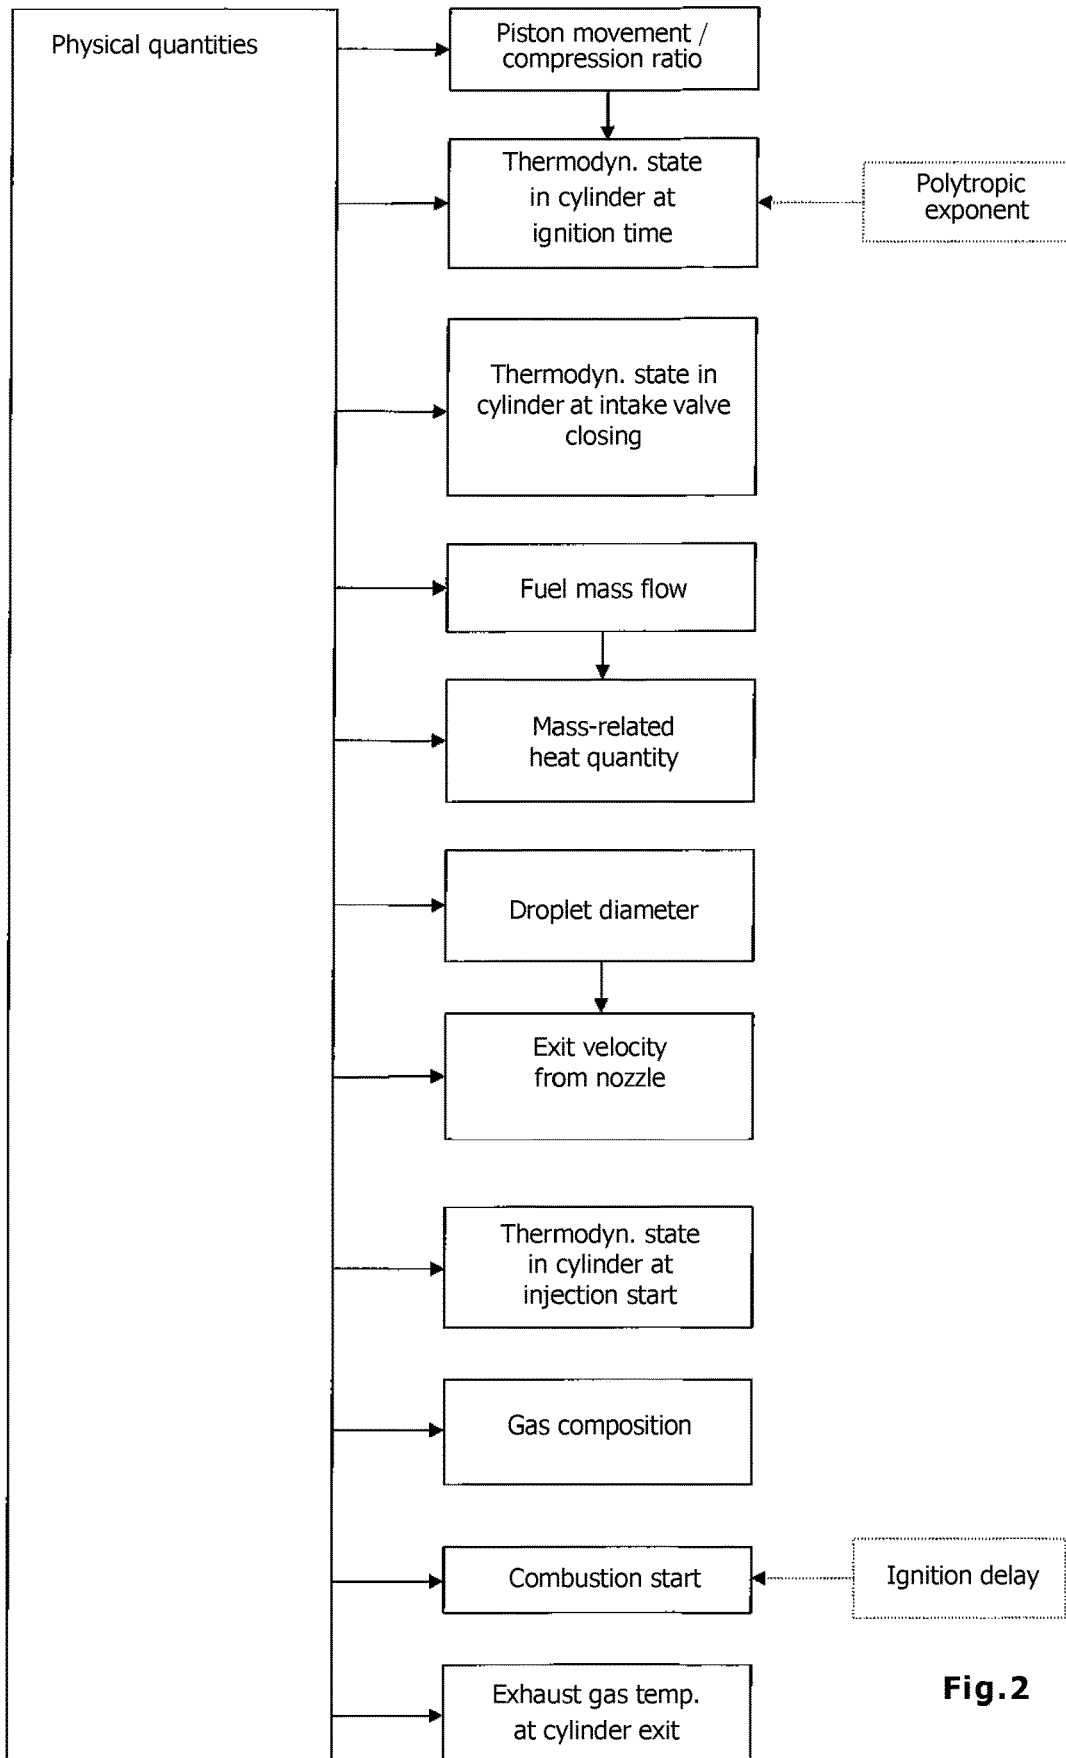 Physical quantities
Piston movement /
compression ratio
Thermodyn. state
in cylinder at
ignition time
Polytropic
exponent
Thermodyn. state in
cylinder at intake valve
closing
Fuel mass flow
Mass-related
heat quantity
Droplet diameter
Exit velocity
from nozzle
Thermodyn. state
in cylinder at
injection start
Gas composition
Combustion start
Ignition delay
Exhaust gas temp.
at cylinder exit
Fig.2